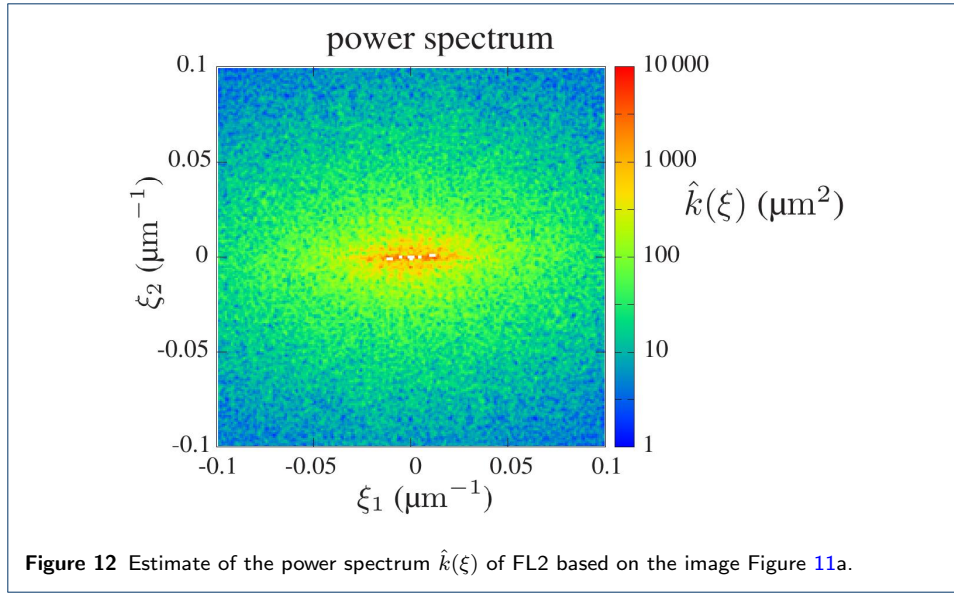 power spectrum
0.1
0.05
0
-0.05
-0.1
ξ₂ (µm⁻¹)
-0.1 -0.05 0 0.05 0.1
ξ₁ (µm⁻¹)
10 000
1 000
100
10
1
k̂(ξ) (µm²)
Figure 12 Estimate of the power spectrum k̂(ξ) of FL2 based on the image Figure 11a.